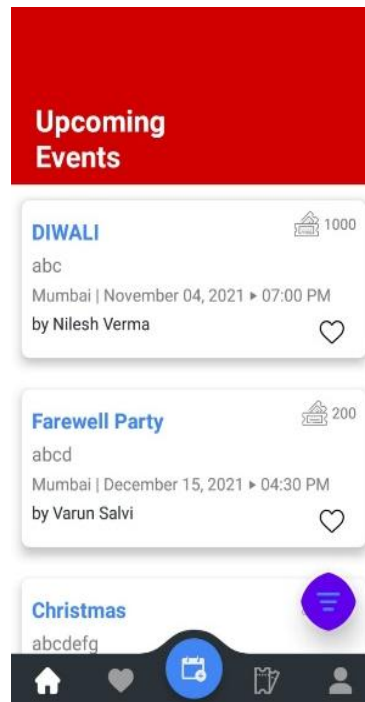 Upcoming
Events
DIWALI
1000
abc
Mumbai | November 04, 2021 ▸ 07:00 PM
by Nilesh Verma
Farewell Party
200
abcd
Mumbai | December 15, 2021 ▸ 04:30 PM
by Varun Salvi
Christmas
abcdefg